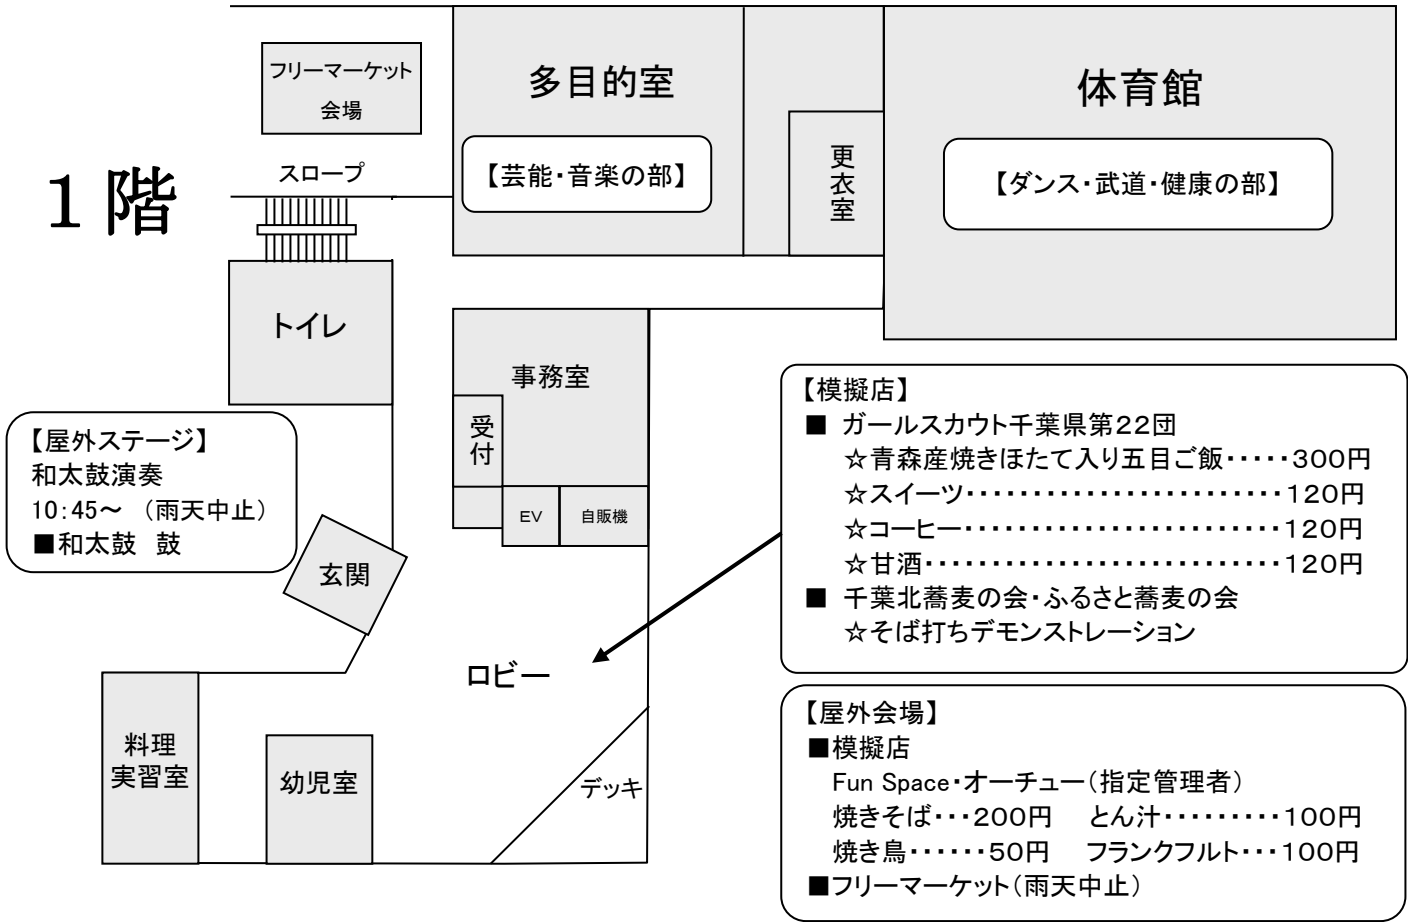 フリーマーケット
会場
スロープ
1階
多目的室
【芸能・音楽の部】
更衣室
体育館
【ダンス・武道・健康の部】
トイレ
事務室
受付
EV
自販機
【屋外ステージ】
和太鼓演奏
10:45～ （雨天中止）
■和太鼓 鼓
玄関
ロビー
料理
実習室
幼児室
デッキ
【模擬店】
■ ガールスカウト千葉県第22団
☆青森産焼きほたて入り五目ご飯・・・・・300円
☆スイーツ・・・・・・・・・・・・・・・・・・・・・・・・120円
☆コーヒー・・・・・・・・・・・・・・・・・・・・・・・・120円
☆甘酒・・・・・・・・・・・・・・・・・・・・・・・・・・・120円
■ 千葉北蕎麦の会・ふるさと蕎麦の会
☆そば打ちデモンストレーション
【屋外会場】
■模擬店
Fun Space・オーチュー（指定管理者）
焼きそば・・・200円 とん汁・・・・・・・・・100円
焼き鳥・・・・・・50円 フランクフルト・・・100円
■フリーマーケット（雨天中止）